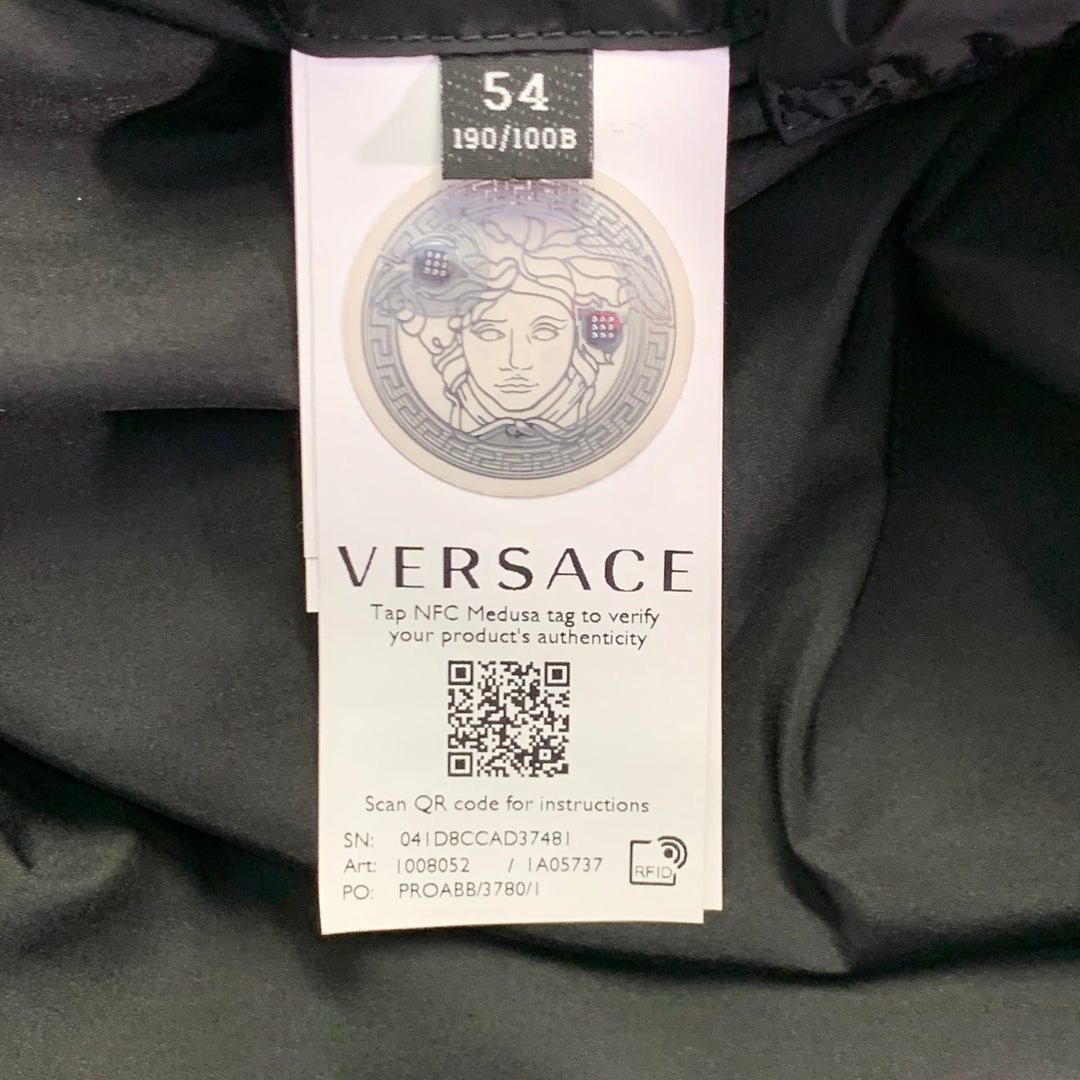 54
190/100B
VERSACE
Tap NFC Medusa tag to verify
your product's authenticity
Scan QR code for instructions
SN: 041D8CCAD37481
Art: 1008052 / 1A05737
PO: PROABB/3780/1
RFID